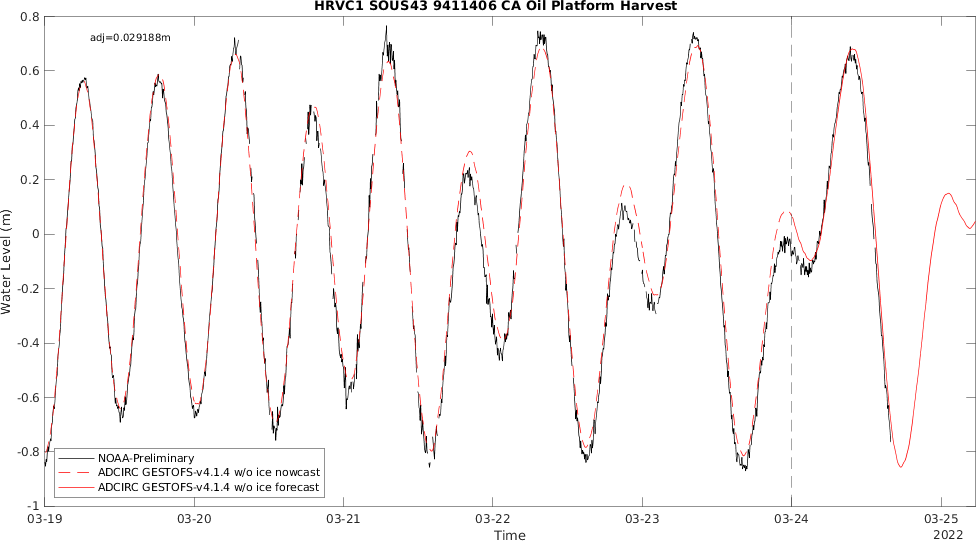 HRVC1 SOUS43 9411406 CA Oil Platform Harvest
adj=0.029188m
Water Level (m)
0.8
0.6
0.4
0.2
0
-0.2
-0.4
-0.6
-0.8
-1
NOAA-Preliminary
ADCIRC GESTOFS-v4.1.4 w/o ice nowcast
ADCIRC GESTOFS-v4.1.4 w/o ice forecast
03-19 03-20 03-21 03-22 03-23 03-24 03-25
Time
2022